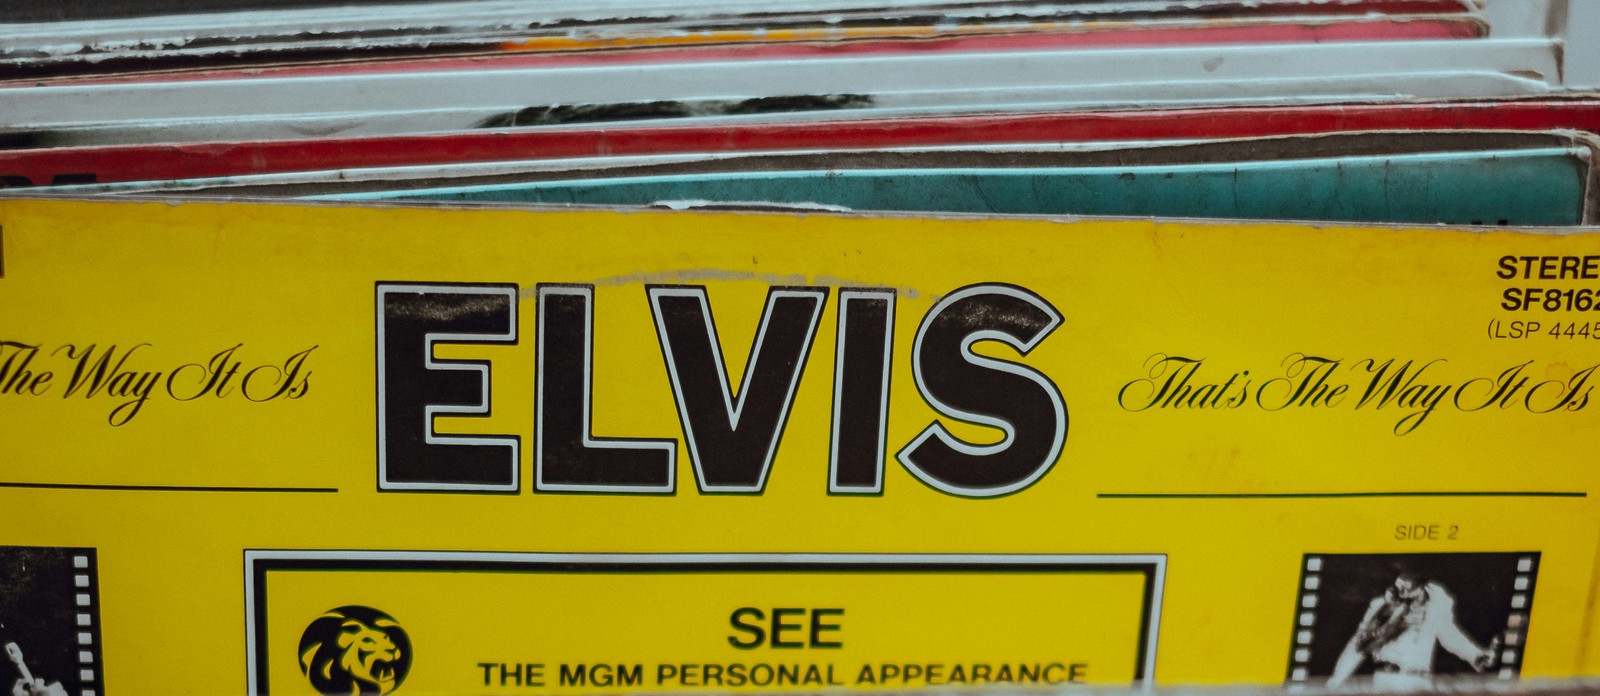 ELVIS
The Way It Is
That's The Way It Is
STERE
SF8162
(LSP 4445
SIDE 2
SEE
THE MGM PERSONAL APPEARANCE